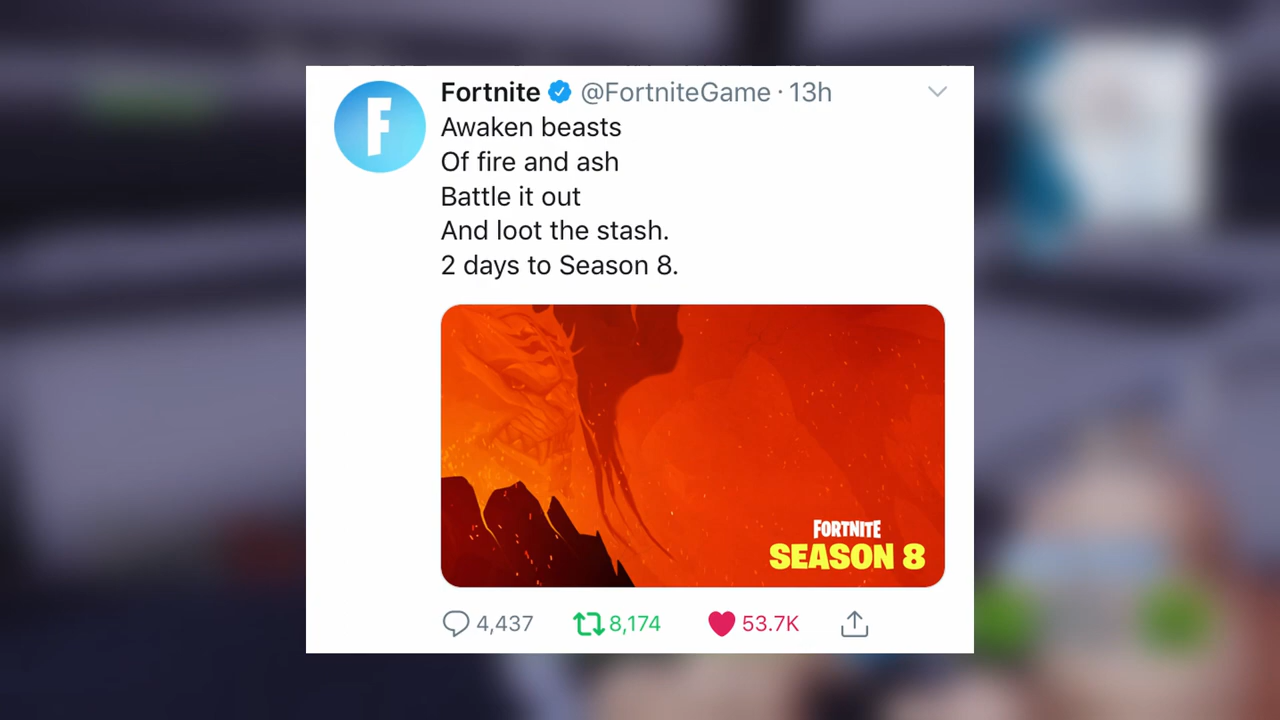 F
Fortnite @FortniteGame · 13h
Awaken beasts
Of fire and ash
Battle it out
And loot the stash.
2 days to Season 8.
FORTNITE
SEASON 8
4,437 8,174 53.7K